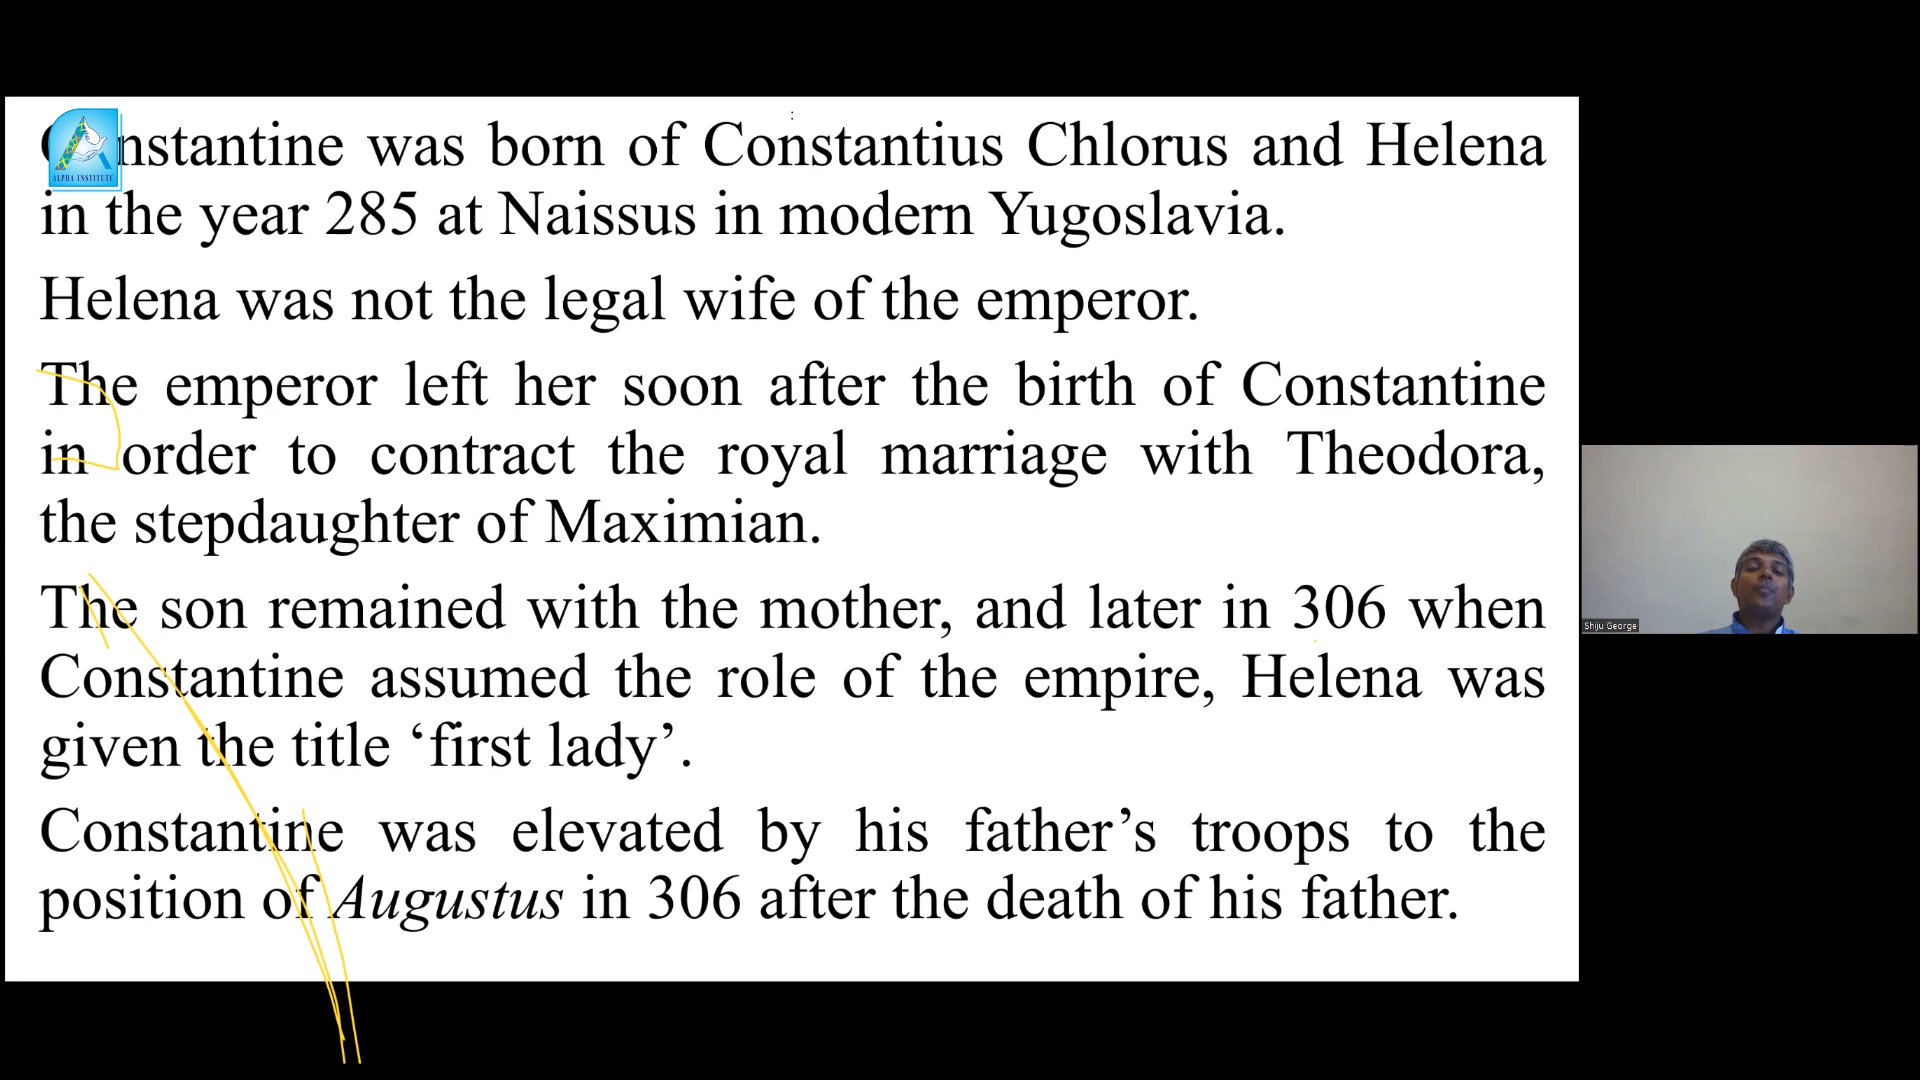 Constantine was born of Constantius Chlorus and Helena
in the year 285 at Naissus in modern Yugoslavia.
Helena was not the legal wife of the emperor.
The emperor left her soon after the birth of Constantine
in order to contract the royal marriage with Theodora,
the stepdaughter of Maximian.
The son remained with the mother, and later in 306 when
Constantine assumed the role of the empire, Helena was
given the title ‘first lady’.
Constantine was elevated by his father’s troops to the
position of Augustus in 306 after the death of his father.
ALPHA INSTITUTE
Shiju George